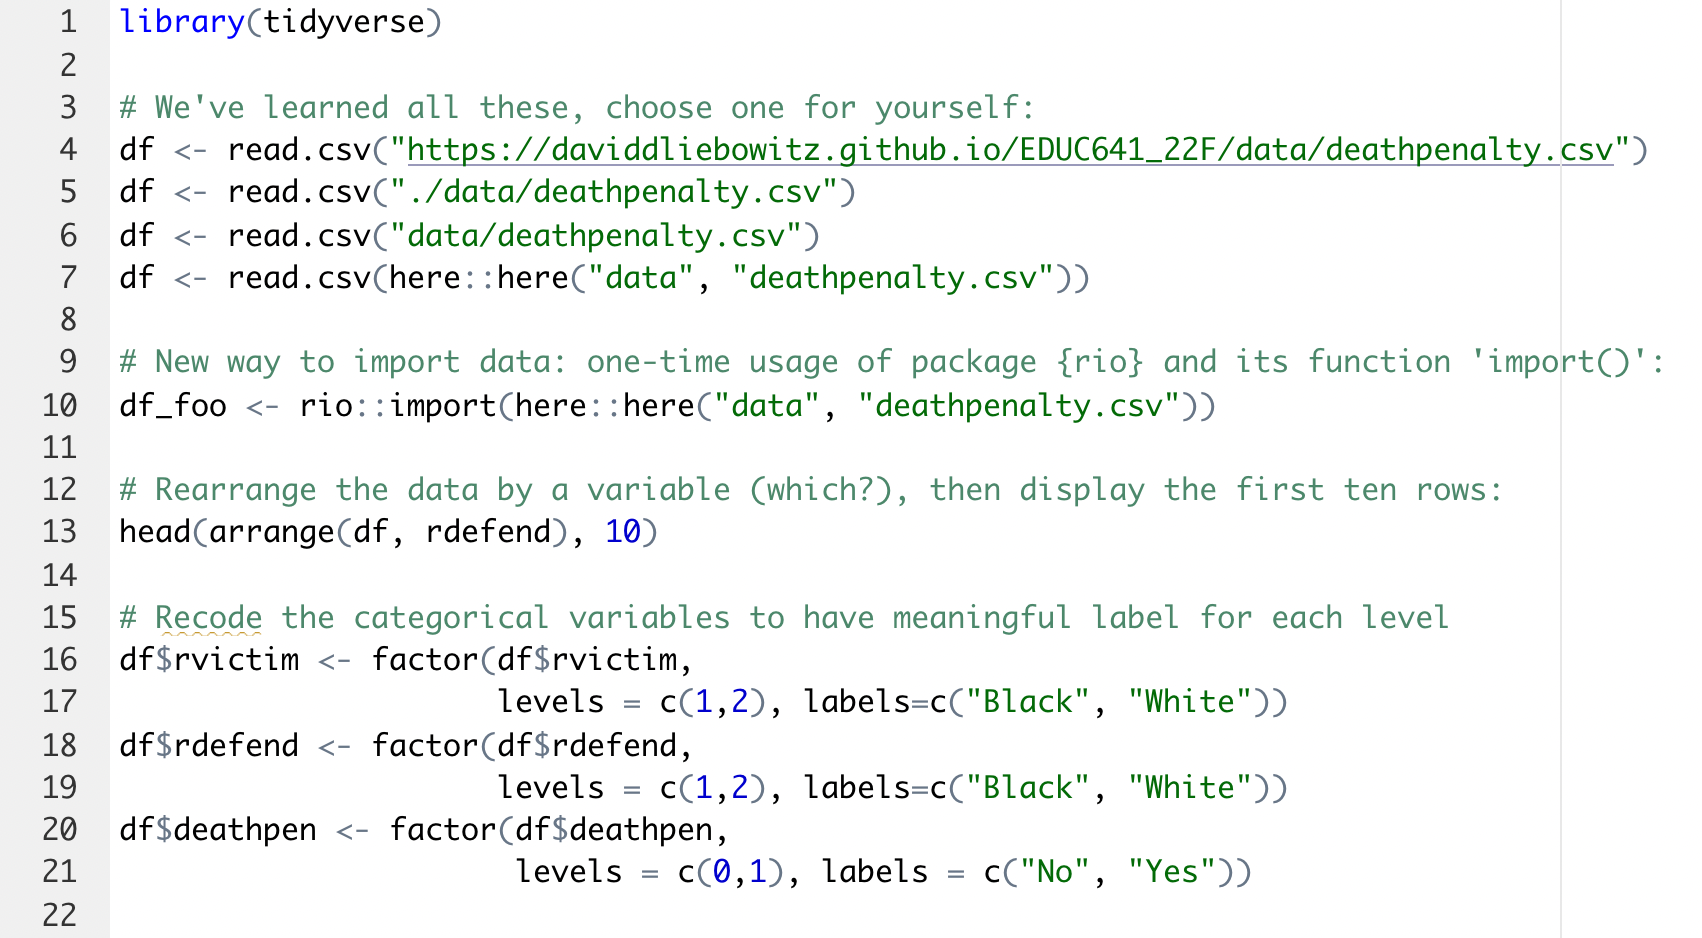 1 library(tidyverse)
2
3 # We've learned all these, choose one for yourself:
4 df <- read.csv("https://daviddliebowitz.github.io/EDUC641_22F/data/deathpenalty.csv")
5 df <- read.csv("./data/deathpenalty.csv")
6 df <- read.csv("data/deathpenalty.csv")
7 df <- read.csv(here::here("data", "deathpenalty.csv"))
8
9 # New way to import data: one-time usage of package {rio} and its function 'import()':
10 df_foo <- rio::import(here::here("data", "deathpenalty.csv"))
11
12 # Rearrange the data by a variable (which?), then display the first ten rows:
13 head(arrange(df, rdefend), 10)
14
15 # Recode the categorical variables to have meaningful label for each level
16 df$rvictim <- factor(df$rvictim,
17                      levels = c(1,2), labels=c("Black", "White"))
18 df$rdefend <- factor(df$rdefend,
19                      levels = c(1,2), labels=c("Black", "White"))
20 df$deathpen <- factor(df$deathpen,
21                       levels = c(0,1), labels = c("No", "Yes"))
22